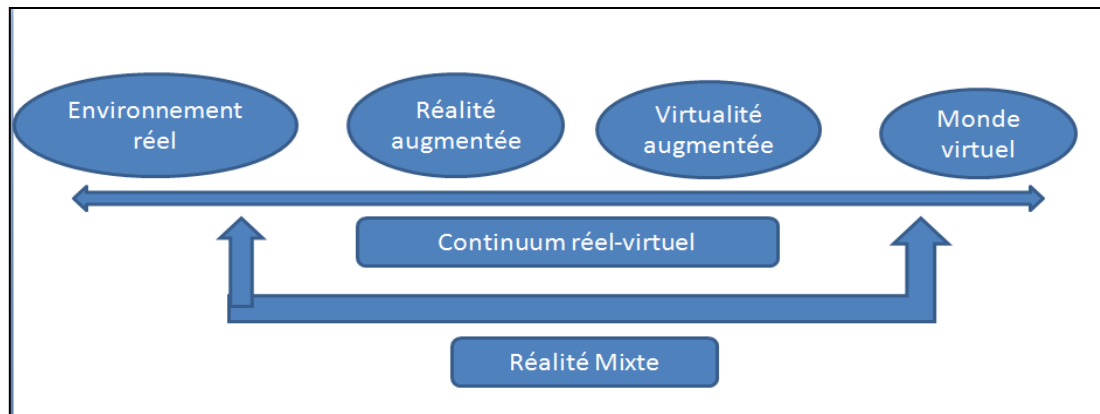 Environnement
réel
Réalité
augmentée
Virtualité
augmentée
Monde
virtuel
Continuum réel-virtuel
Réalité Mixte